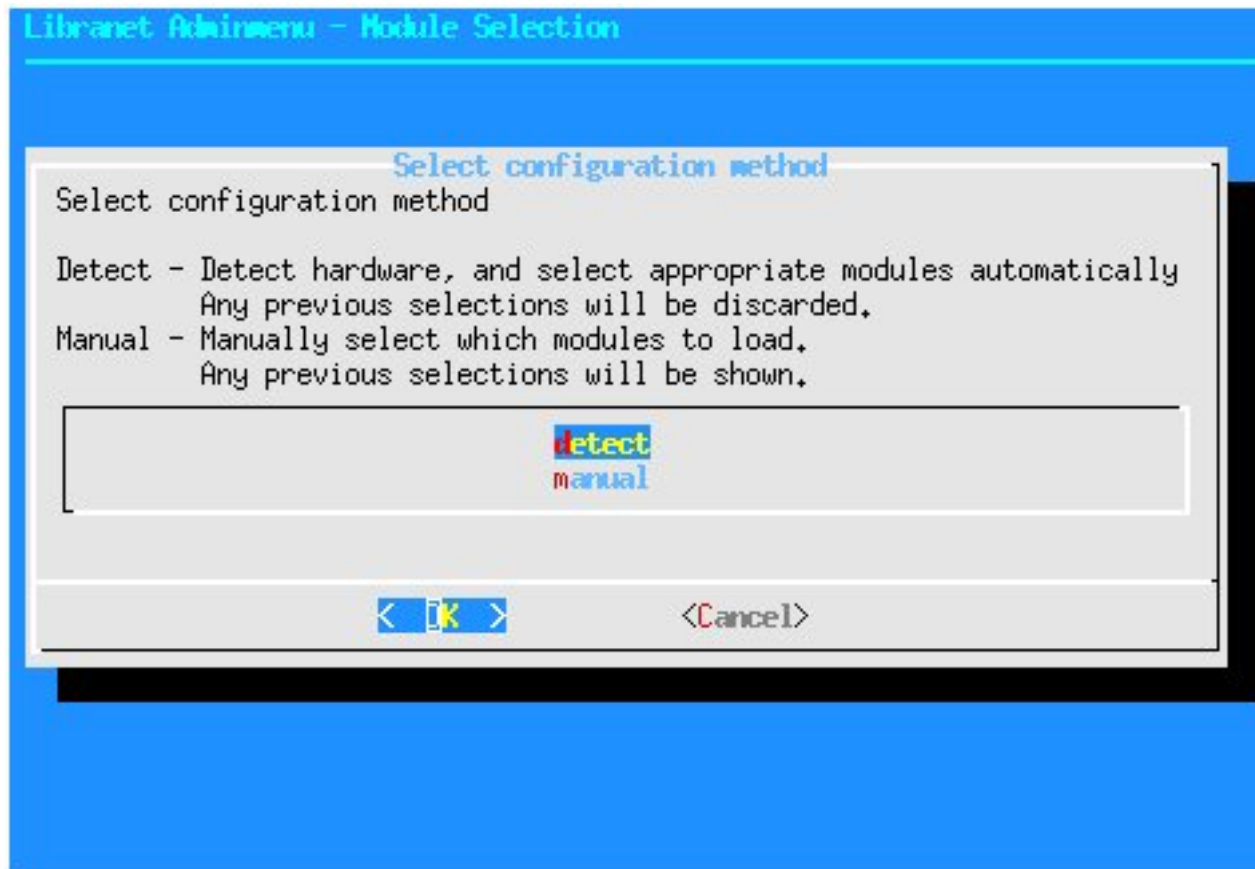 Libranet Adminmenu - Module Selection
Select configuration method
Select configuration method
Detect - Detect hardware, and select appropriate modules automatically
Any previous selections will be discarded.
Manual - Manually select which modules to load.
Any previous selections will be shown.
detect
manual
< OK > <Cancel>